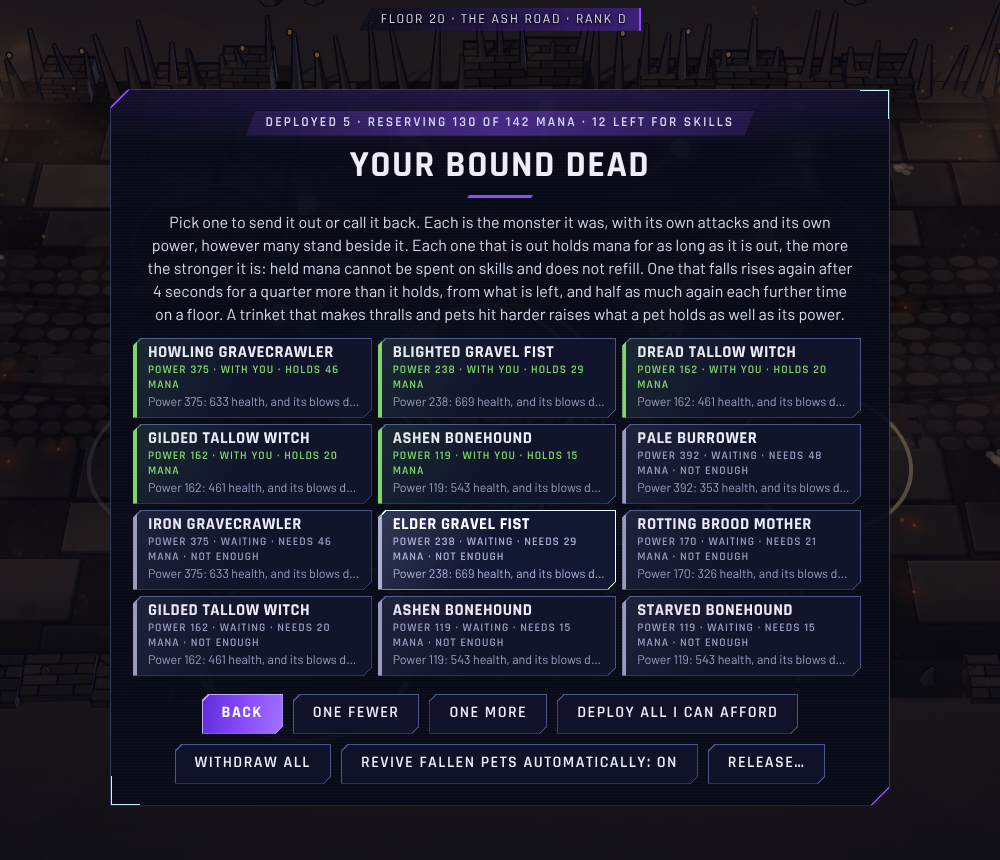 FLOOR 20 · THE ASH ROAD · RANK D
DEPLOYED 5 · RESERVING 130 OF 142 MANA · 12 LEFT FOR SKILLS
YOUR BOUND DEAD
Pick one to send it out or call it back. Each is the monster it was, with its own attacks and its own
power, however many stand beside it. Each one that is out holds mana for as long as it is out, the more
the stronger it is: held mana cannot be spent on skills and does not refill. One that falls rises again after
4 seconds for a quarter more than it holds, from what is left, and half as much again each further time
on a floor. A trinket that makes thralls and pets hit harder raises what a pet holds as well as its power.
HOWLING GRAVECRAWLER
POWER 375 · WITH YOU · HOLDS 46
MANA
Power 375: 633 health, and its blows d...
BLIGHTED GRAVEL FIST
POWER 238 · WITH YOU · HOLDS 29
MANA
Power 238: 669 health, and its blows d...
DREAD TALLOW WITCH
POWER 162 · WITH YOU · HOLDS 20
MANA
Power 162: 461 health, and its blows d...
GILDED TALLOW WITCH
POWER 162 · WITH YOU · HOLDS 20
MANA
Power 162: 461 health, and its blows d...
ASHEN BONEHOUND
POWER 119 · WITH YOU · HOLDS 15
MANA
Power 119: 543 health, and its blows d...
PALE BURROWER
POWER 392 · WAITING · NEEDS 48
MANA · NOT ENOUGH
Power 392: 353 health, and its blows d...
IRON GRAVECRAWLER
POWER 375 · WAITING · NEEDS 46
MANA · NOT ENOUGH
Power 375: 633 health, and its blows d...
ELDER GRAVEL FIST
POWER 238 · WAITING · NEEDS 29
MANA · NOT ENOUGH
Power 238: 669 health, and its blows d...
ROTTING BROOD MOTHER
POWER 170 · WAITING · NEEDS 21
MANA · NOT ENOUGH
Power 170: 326 health, and its blows d...
GILDED TALLOW WITCH
POWER 162 · WAITING · NEEDS 20
MANA · NOT ENOUGH
Power 162: 461 health, and its blows d...
ASHEN BONEHOUND
POWER 119 · WAITING · NEEDS 15
MANA · NOT ENOUGH
Power 119: 543 health, and its blows d...
STARVED BONEHOUND
POWER 119 · WAITING · NEEDS 15
MANA · NOT ENOUGH
Power 119: 543 health, and its blows d...
BACK
ONE FEWER
ONE MORE
DEPLOY ALL I CAN AFFORD
WITHDRAW ALL
REVIVE FALLEN PETS AUTOMATICALLY: ON
RELEASE...